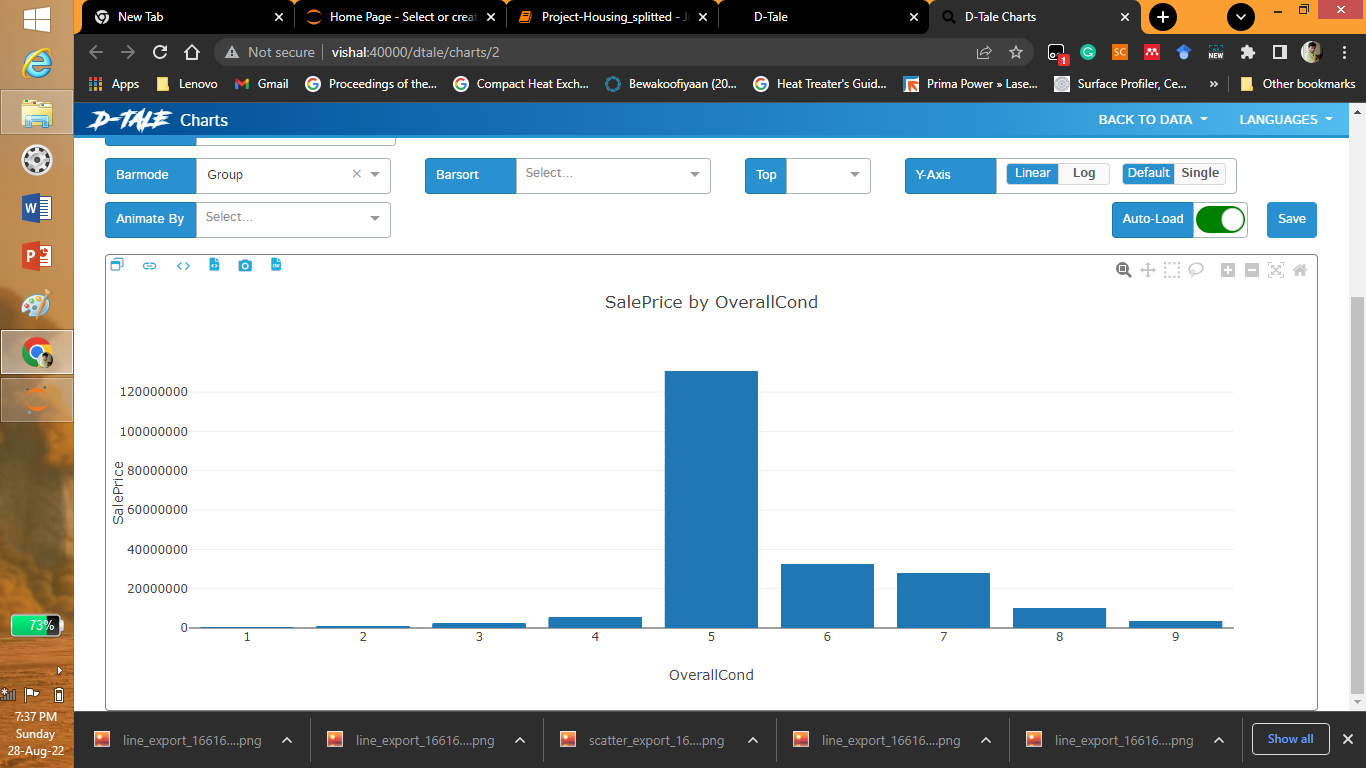 New Tab
Home Page - Select or creat
Project-Housing_splitted - Ju
D-Tale
D-Tale Charts
Not secure | vishal:40000/dtale/charts/2
1
SC
NEW
Apps
Lenovo
Gmail
Proceedings of the...
Compact Heat Exch...
Bewakoofiyaan (20...
Heat Treater's Guid...
Prima Power » Lase...
Surface Profiler, Ce...
»
Other bookmarks
D-TALE Charts
BACK TO DATA
LANGUAGES
Barmode
Group
Barsort
Select...
Top
Y-Axis
Linear
Log
Default
Single
Animate By
Select...
Auto-Load
Save
SalePrice by OverallCond
SalePrice
120000000
100000000
80000000
60000000
40000000
20000000
0
1 2 3 4 5 6 7 8 9
OverallCond
73%
7:37 PM
Sunday
28-Aug-22
line_export_16616....png
line_export_16616....png
scatter_export_16....png
line_export_16616....png
line_export_16616....png
Show all